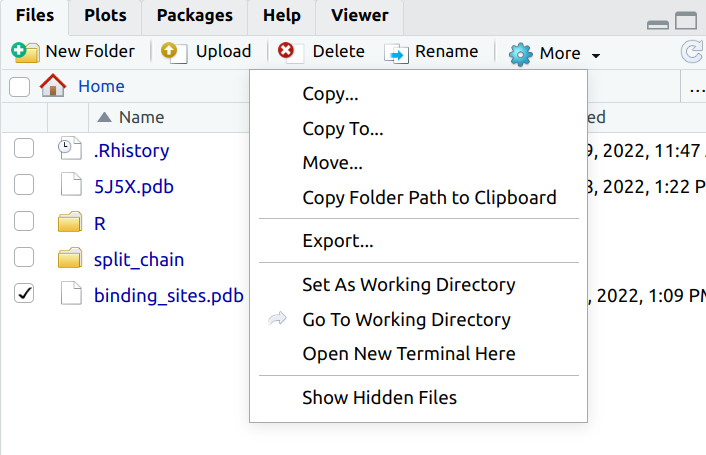 Files Plots Packages Help Viewer
New Folder Upload Delete Rename More
Home ...
Name ed
.Rhistory 9, 2022, 11:47
5J5X.pdb 3, 2022, 1:22 P
R
split_chain
binding_sites.pdb , 2022, 1:09 PM
Copy...
Copy To...
Move...
Copy Folder Path to Clipboard
Export...
Set As Working Directory
Go To Working Directory
Open New Terminal Here
Show Hidden Files